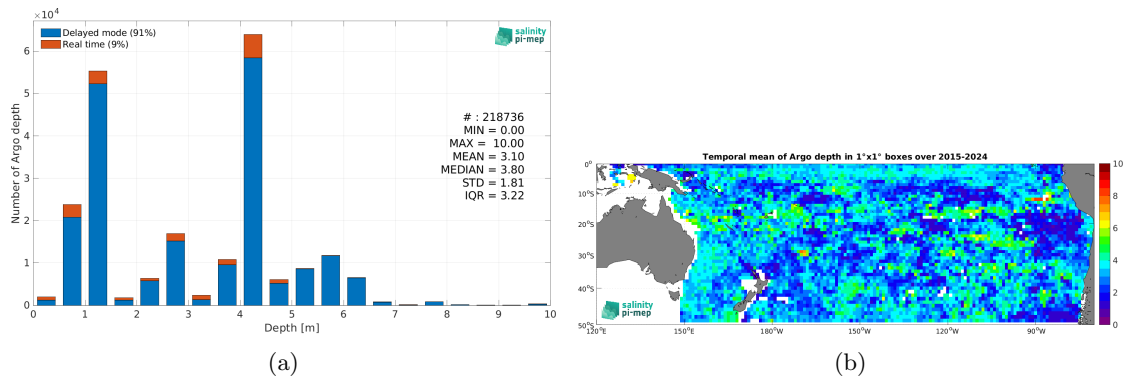 ×10⁴
Delayed mode (91%)
Real time (9%)
salinity
pi-mep
Number of Argo depth
6
5
4
3
2
1
0
# : 218736
MIN = 0.00
MAX = 10.00
MEAN = 3.10
MEDIAN = 3.80
STD = 1.81
IQR = 3.22
0 1 2 3 4 5 6 7 8 9 10
Depth [m]
(a)
Temporal mean of Argo depth in 1°x1° boxes over 2015-2024
0°
10°S
20°S
30°S
40°S
50°S
120°E 150°E 180°W 150°W 120°W 90°W
salinity
pi-mep
10
8
6
4
2
0
(b)